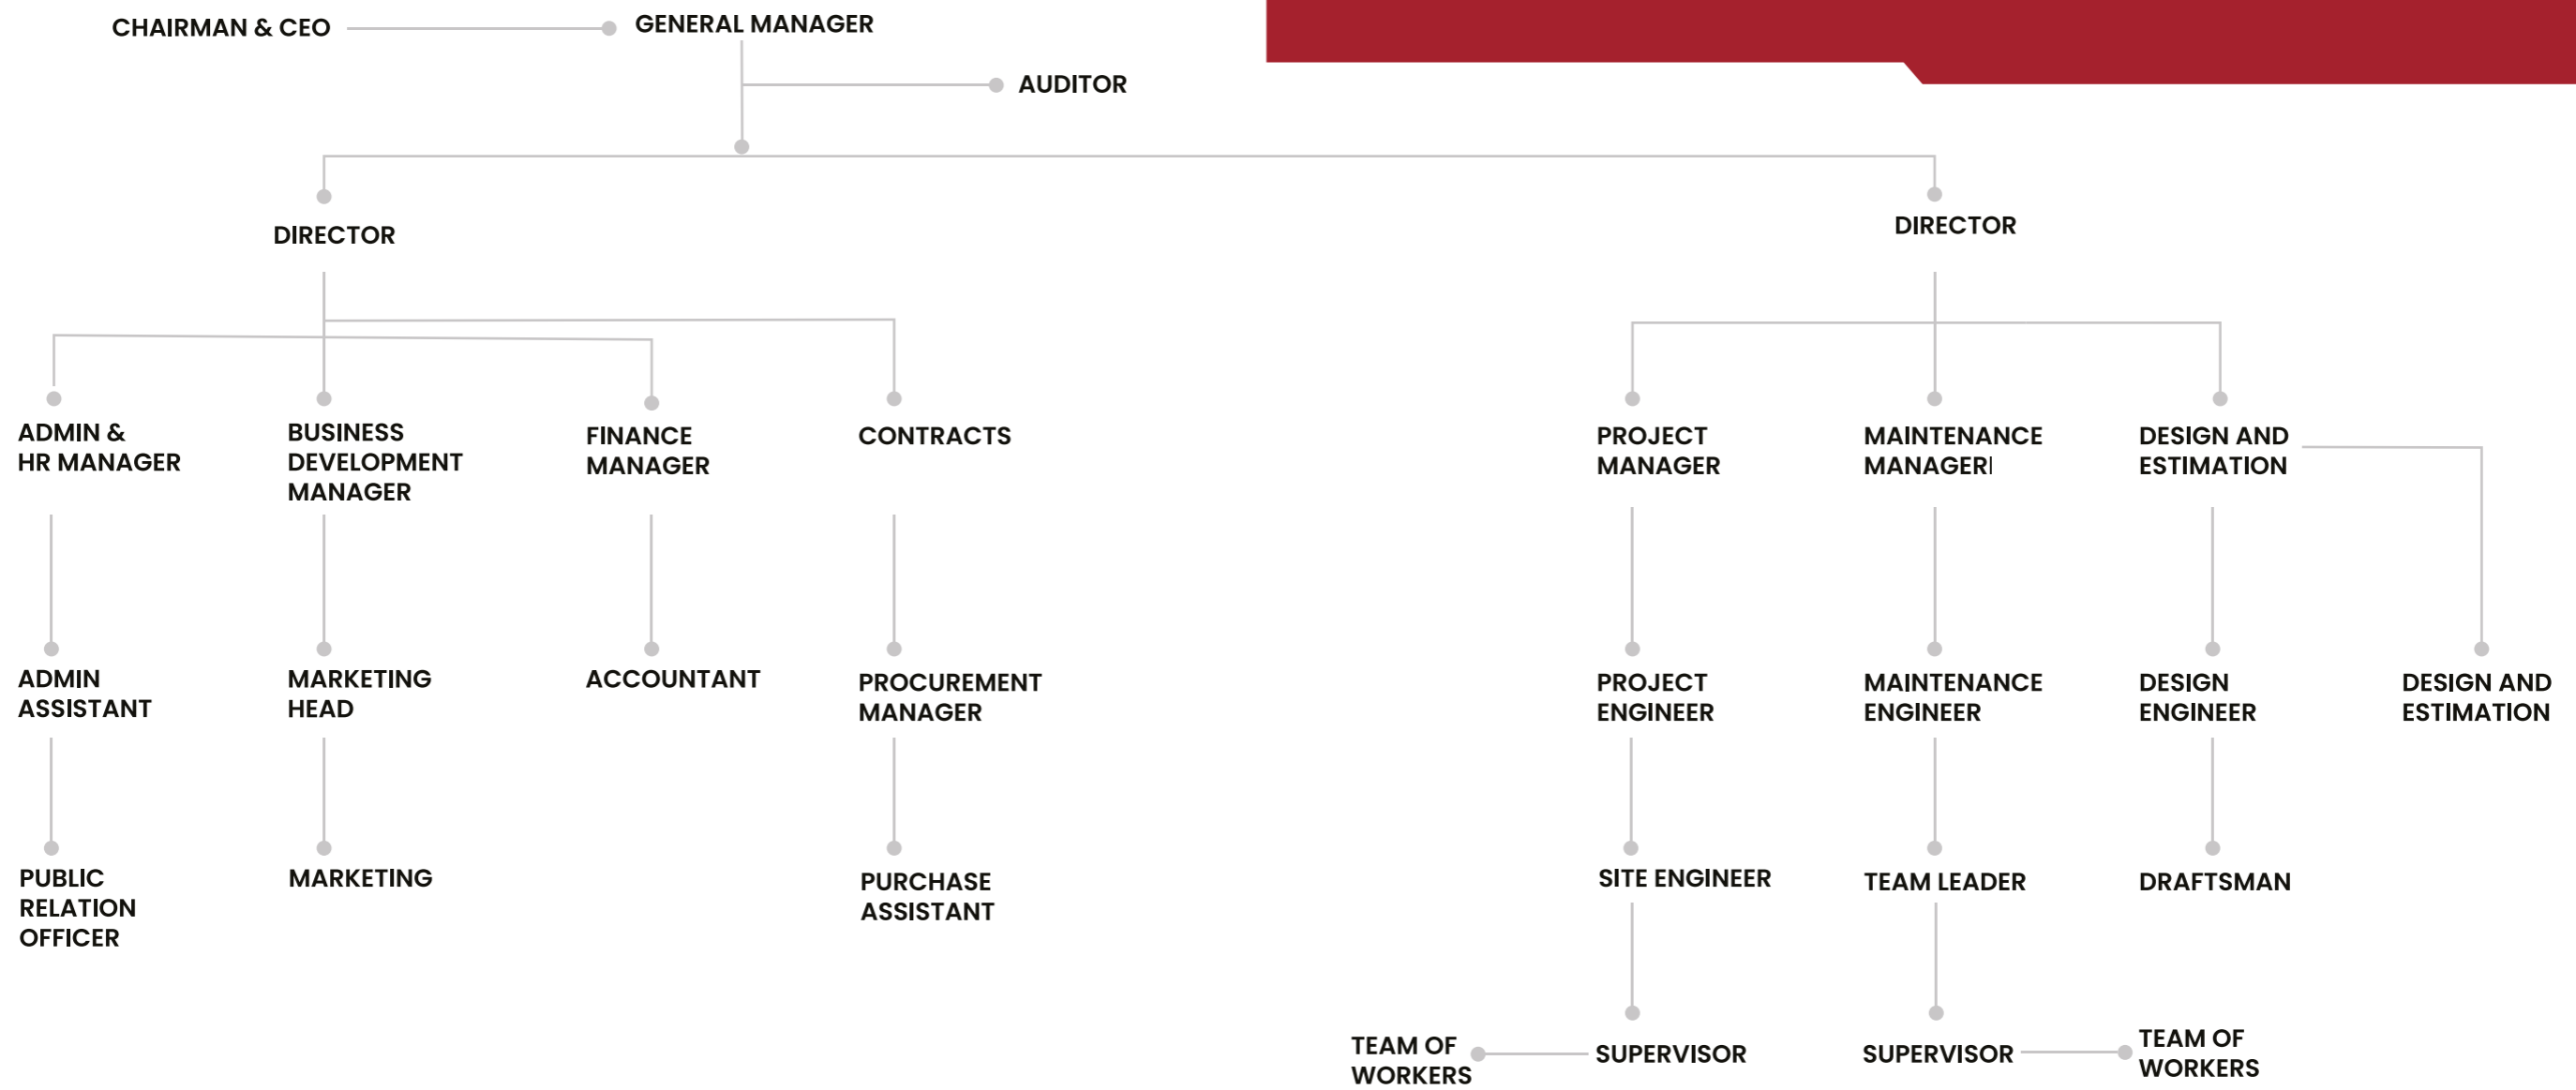 CHAIRMAN & CEO
GENERAL MANAGER
AUDITOR
DIRECTOR
DIRECTOR
ADMIN &
HR MANAGER
BUSINESS
DEVELOPMENT
MANAGER
FINANCE
MANAGER
CONTRACTS
PROJECT
MANAGER
MAINTENANCE
MANAGERI
DESIGN AND
ESTIMATION
ADMIN
ASSISTANT
MARKETING
HEAD
ACCOUNTANT
PROCUREMENT
MANAGER
PROJECT
ENGINEER
MAINTENANCE
ENGINEER
DESIGN
ENGINEER
DESIGN AND
ESTIMATION
PUBLIC
RELATION
OFFICER
MARKETING
PURCHASE
ASSISTANT
SITE ENGINEER
TEAM LEADER
DRAFTSMAN
TEAM OF
WORKERS
SUPERVISOR
SUPERVISOR
TEAM OF
WORKERS